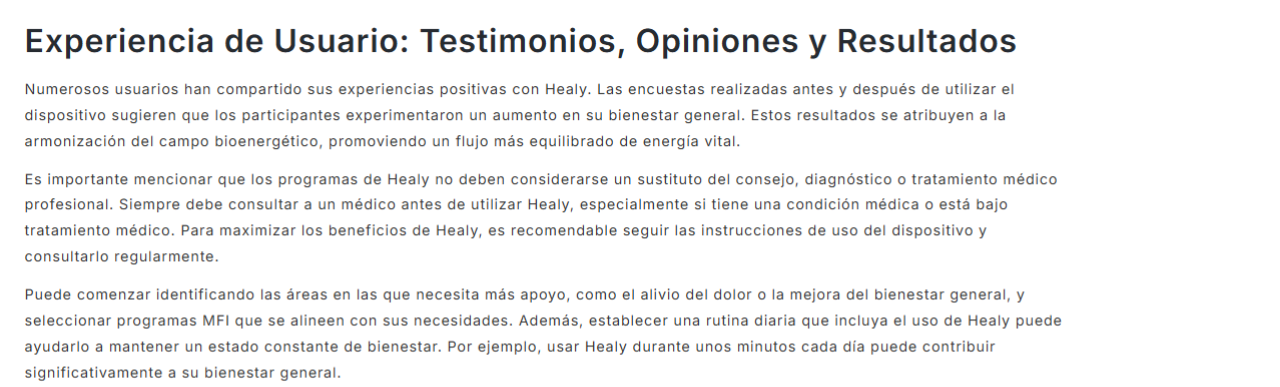 Experiencia de Usuario: Testimonios, Opiniones y Resultados
Numerosos usuarios han compartido sus experiencias positivas con Healy. Las encuestas realizadas antes y después de utilizar el
dispositivo sugieren que los participantes experimentaron un aumento en su bienestar general. Estos resultados se atribuyen a la
armonización del campo bioenergético, promoviendo un flujo más equilibrado de energía vital.
Es importante mencionar que los programas de Healy no deben considerarse un sustituto del consejo, diagnóstico o tratamiento médico
profesional. Siempre debe consultar a un médico antes de utilizar Healy, especialmente si tiene una condición médica o está bajo
tratamiento médico. Para maximizar los beneficios de Healy, es recomendable seguir las instrucciones de uso del dispositivo y
consultarlo regularmente.
Puede comenzar identificando las áreas en las que necesita más apoyo, como el alivio del dolor o la mejora del bienestar general, y
seleccionar programas MFI que se alineen con sus necesidades. Además, establecer una rutina diaria que incluya el uso de Healy puede
ayudarlo a mantener un estado constante de bienestar. Por ejemplo, usar Healy durante unos minutos cada día puede contribuir
significativamente a su bienestar general.